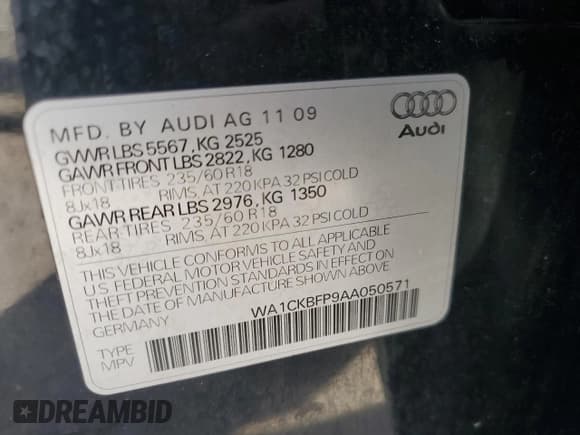 MFD. BY AUDI AG 11 09
GVWR LBS 5567, KG 2525
GAWR FRONT LBS 2822, KG 1280
FRONT-TIRES 235/60 R18
8Jx18 RIMS, AT 220 KPA 32 PSI COLD
GAWR REAR LBS 2976, KG 1350
REAR TIRES 235/60 R18
8Jx18 RIMS, AT 220 KPA 32 PSI COLD
THIS VEHICLE CONFORMS TO ALL APPLICABLE
U.S. FEDERAL MOTOR VEHICLE SAFETY AND
THEFT PREVENTION STANDARDS IN EFFECT ON
THE DATE OF MANUFACTURE SHOWN ABOVE
GERMANY
WA1CKBFP9AA050571
TYPE
MPV
Audi
DREAMBID